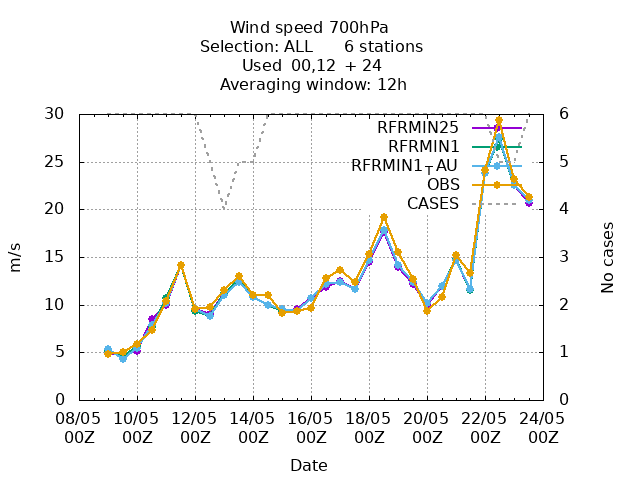 Wind speed 700hPa
Selection: ALL 6 stations
Used 00,12 + 24
Averaging window: 12h
30 6
RFRMIN25
RFRMIN1
25 5
RFRMIN1TAU
OBS
CASES
20 4
15 3
10 2
5 1
0 0
m/s
No cases
08/05 10/05 12/05 14/05 16/05 18/05 20/05 22/05 24/05
00Z 00Z 00Z 00Z 00Z 00Z 00Z 00Z 00Z
Date